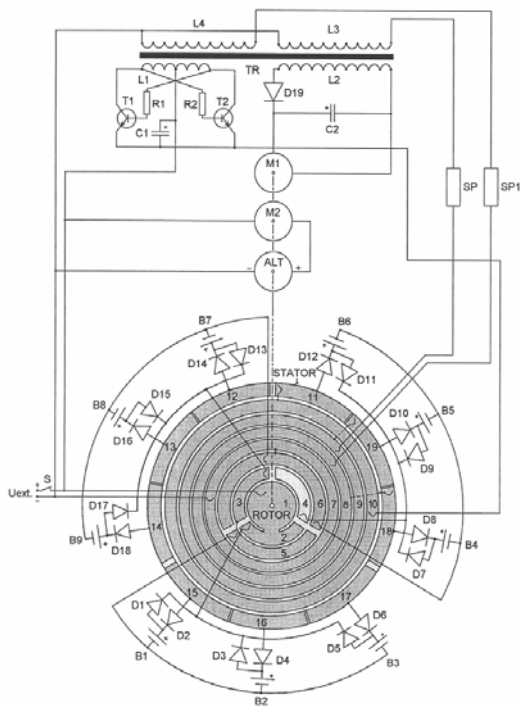 L4
L3
L1
TR
L2
T1
R1
R2
T2
D19
C1
C2
M1
M2
ALT
- +
SP
SP1
B7
B6
D14
D13
D12
D11
STATOR
12
11
B8
D15
D16
13
D10
B5
19
D9
S
Uext.
+
-
D17
D18
B9
14
3
1
4
6
7
8
9
10
ROTOR
2
5
18
D8
D7
B4
15
16
17
D1
D2
B1
D3
D4
D5
D6
B3
B2